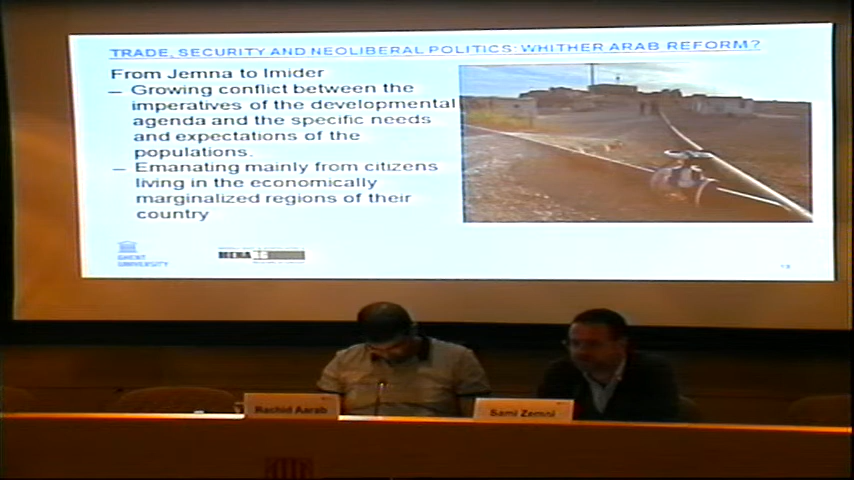 TRADE, SECURITY AND NEOLIBERAL POLITICS: WHITHER ARAB REFORM?
From Jemna to Imider
– Growing conflict between the
imperatives of the developmental
agenda and the specific needs
and expectations of the
populations.
– Emanating mainly from citizens
living in the economically
marginalized regions of their
country
GHENT
UNIVERSITY
MENA
Rachid Aarab
Sami Zemni